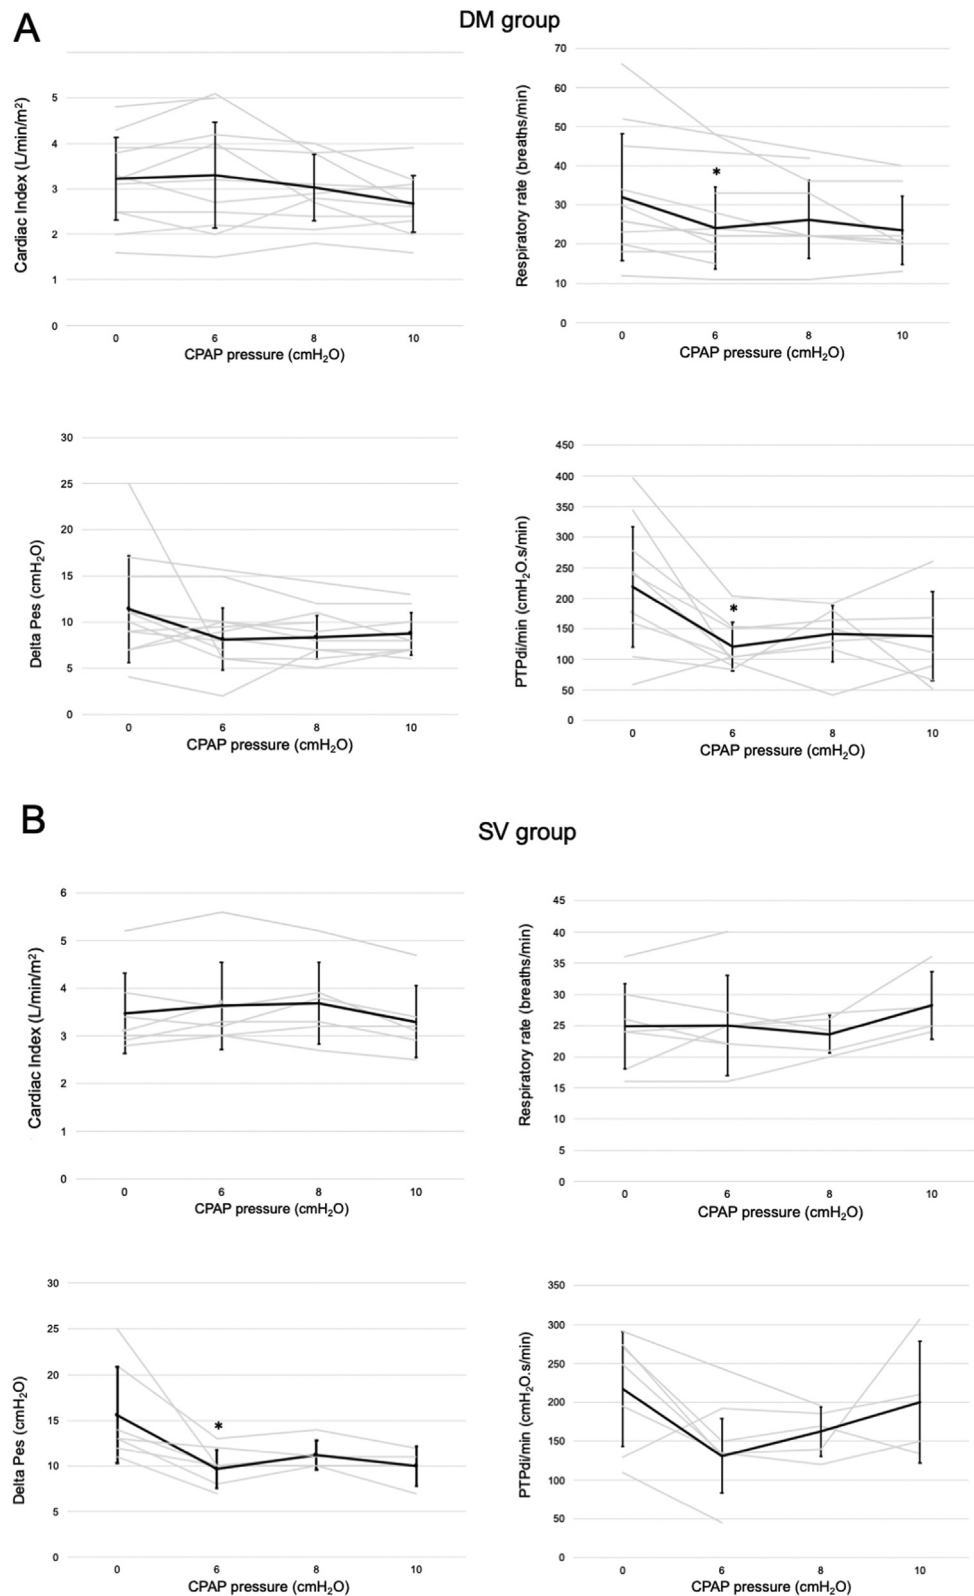 A
DM group
Cardiac Index (L/min/m²)
5
4
3
2
1
0
0 6 8 10
CPAP pressure (cmH₂O)
Respiratory rate (breaths/min)
70
60
50
40
30
20
10
0
*
0 6 8 10
CPAP pressure (cmH₂O)
Delta Pes (cmH₂O)
30
25
20
15
10
5
0
0 6 8 10
CPAP pressure (cmH₂O)
PTPdi/min (cmH₂O.s/min)
450
400
350
300
250
200
150
100
50
0
*
0 6 8 10
CPAP pressure (cmH₂O)
B
SV group
Cardiac Index (L/min/m²)
6
5
4
3
2
1
0
0 6 8 10
CPAP pressure (cmH₂O)
Respiratory rate (breaths/min)
45
40
35
30
25
20
15
10
5
0
0 6 8 10
CPAP pressure (cmH₂O)
Delta Pes (cmH₂O)
30
25
20
15
10
5
0
*
0 6 8 10
CPAP pressure (cmH₂O)
PTPdi/min (cmH₂O.s/min)
350
300
250
200
150
100
50
0
0 6 8 10
CPAP pressure (cmH₂O)